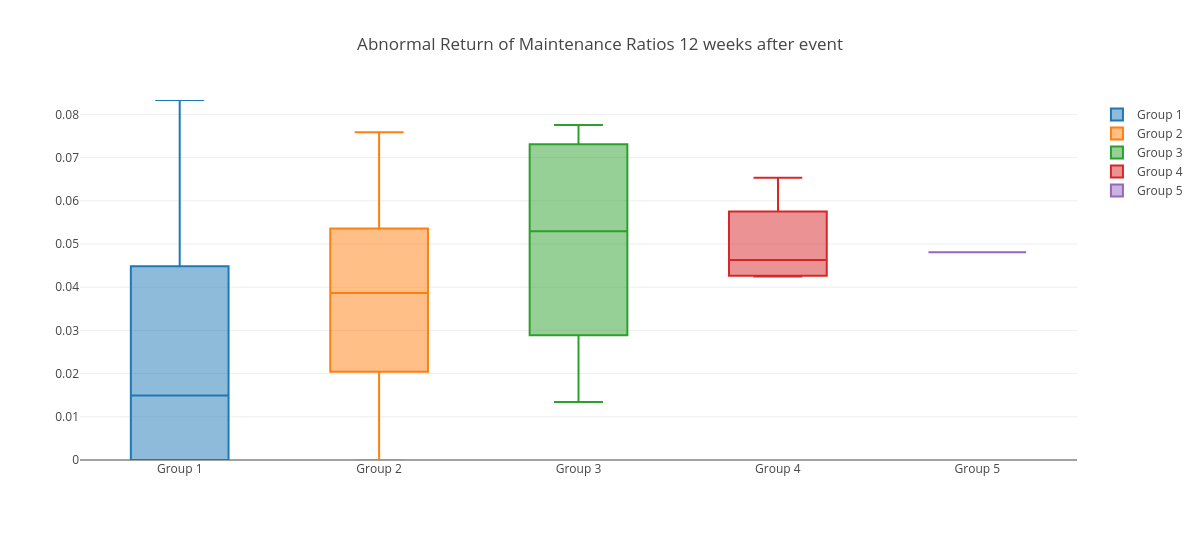 Abnormal Return of Maintenance Ratios 12 weeks after event
0.08
0.07
0.06
0.05
0.04
0.03
0.02
0.01
0
Group 1
Group 2
Group 3
Group 4
Group 5
Group 1
Group 2
Group 3
Group 4
Group 5